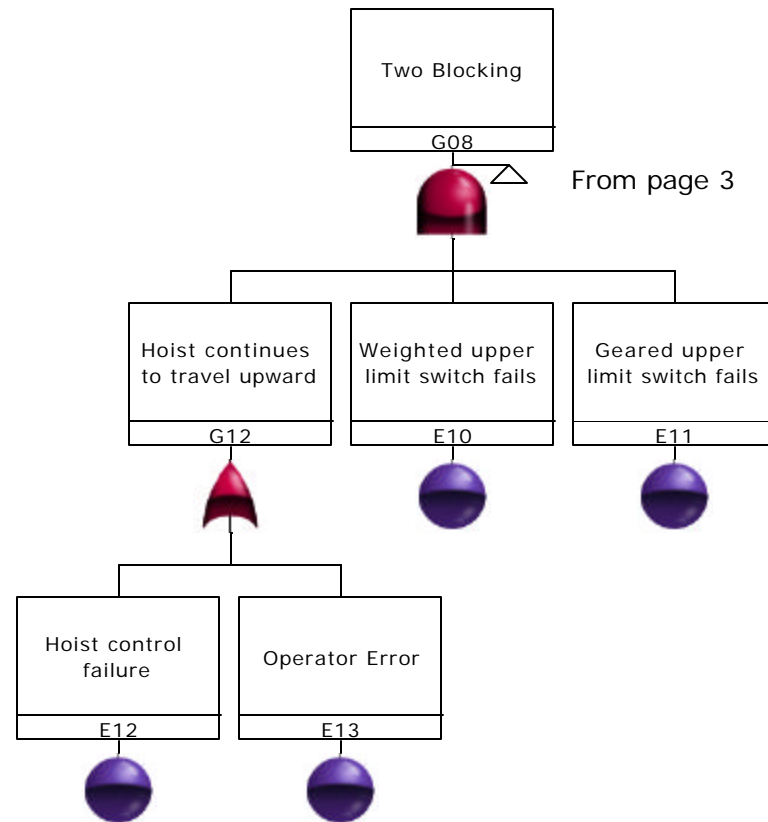 Two Blocking
G08
From page 3
Hoist continues
to travel upward
G12
Weighted upper
limit switch fails
E10
Geared upper
limit switch fails
E11
Hoist control
failure
E12
Operator Error
E13